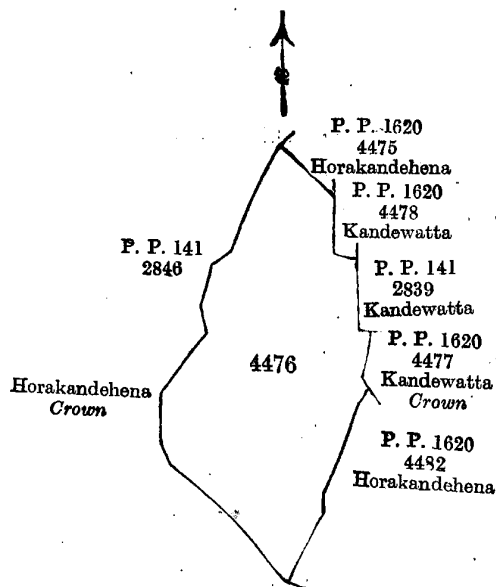 P. P. 1620
4475
Horakandehena
P. P. 1620
4478
Kandewatta
P. P. 141
2846
P. P. 141
2839
Kandewatta
P. P. 1620
4477
Kandewatta
Crown
4476
Horakandehena
Crown
P. P. 1620
4482
Horakandehena